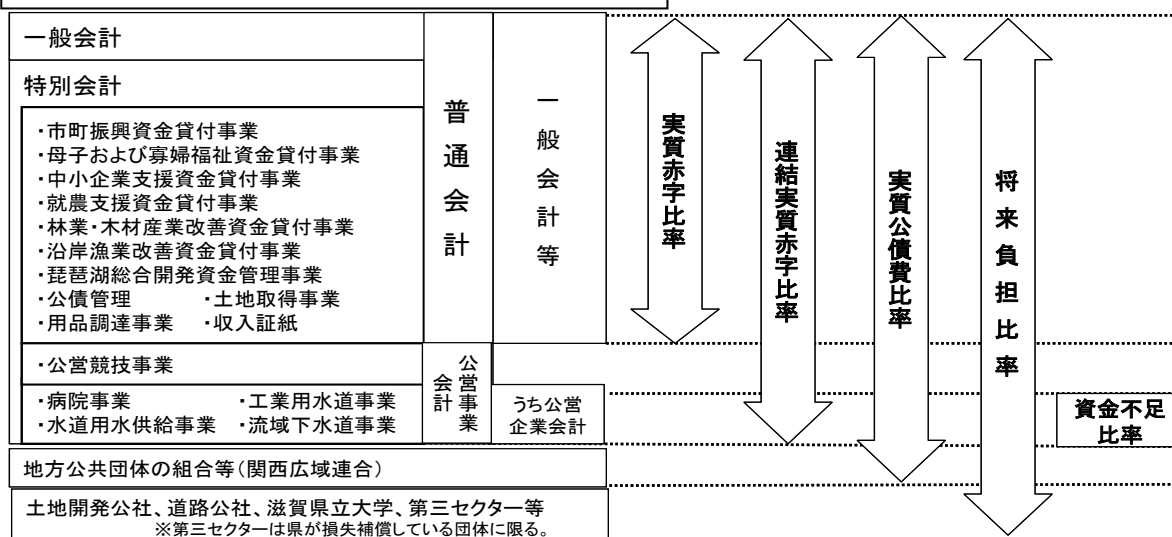 一般会計
特別会計
・市町振興資金貸付事業
・母子および寡婦福祉資金貸付事業
・中小企業支援資金貸付事業
・就農支援資金貸付事業
・林業・木材産業改善資金貸付事業
・沿岸漁業改善資金貸付事業
・琵琶湖総合開発資金管理事業
・公債管理 ・土地取得事業
・用品調達事業 ・収入証紙
・公営競技事業
・病院事業 ・工業用水道事業
・水道用水供給事業 ・流域下水道事業
普通会計
公営事業
会計
一般会計等
うち公営
企業会計
地方公共団体の組合等(関西広域連合)
土地開発公社、道路公社、滋賀県立大学、第三セクター等
※第三セクターは県が損失補償している団体に限る。
実質赤字比率
連結実質赤字比率
実質公債費比率
将来負担比率
資金不足
比率